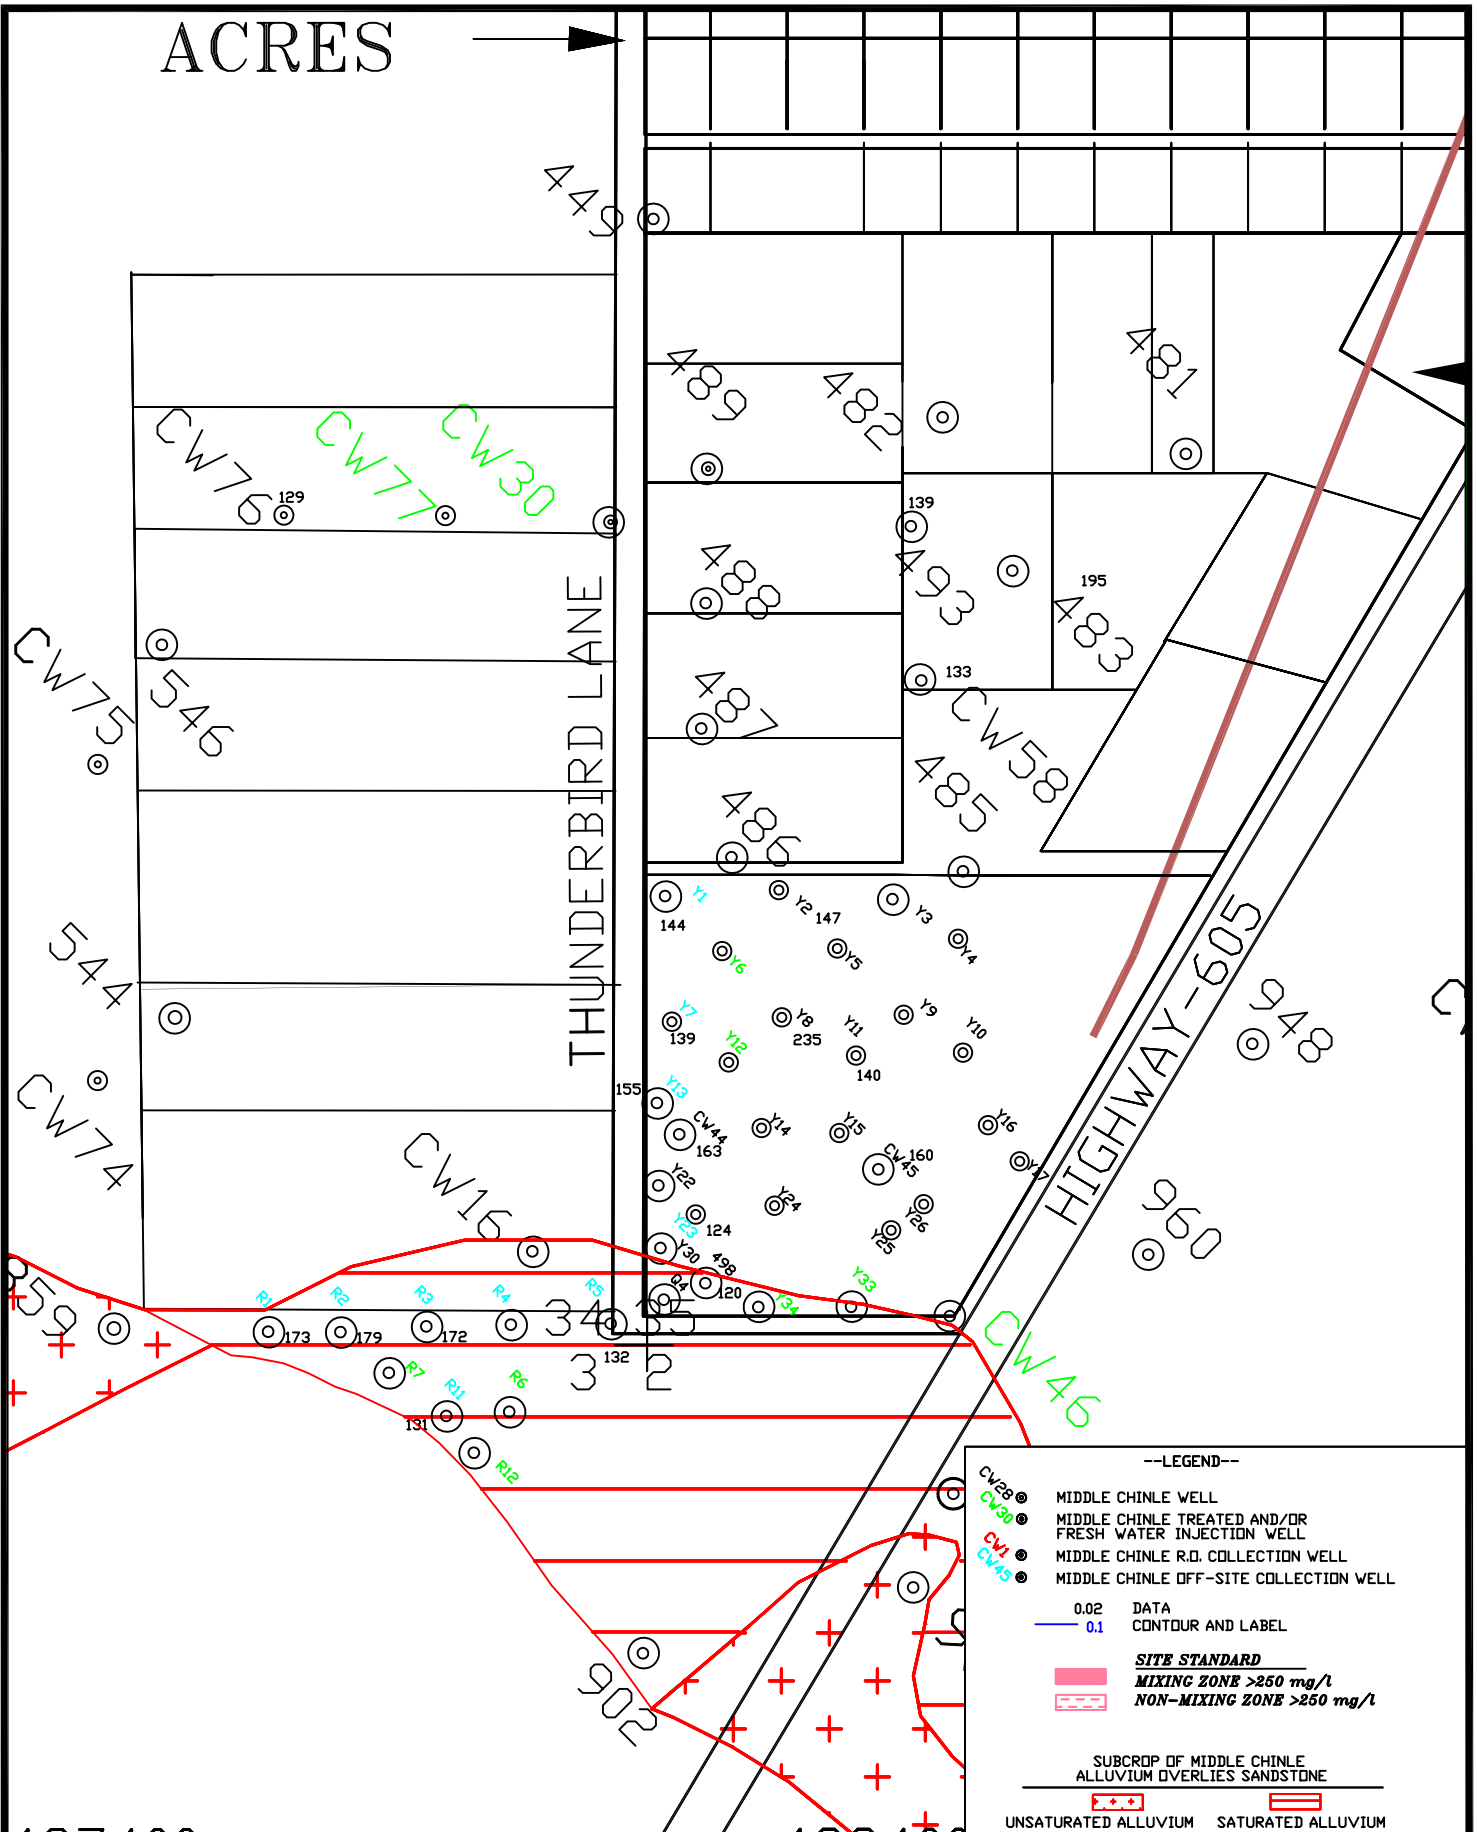 ACRES
449
489
482
481
CW76
129
CW77
CW30
139
488
493
195
483
CW75
546
THUNDERBIRD LANE
487
133
CW58
485
486
Y1
144
Y2
147
Y3
Y4
Y5
Y6
544
Y7
139
Y8
235
Y9
Y10
Y11
140
Y12
HIGHWAY-605
948
CW74
155
Y13
CW44
163
Y14
Y15
CW45
160
Y16
Y17
CW16
Y22
Y23
124
Y24
Y25
Y26
960
Y30
498
120
Q4
Y33
Y34
859
R1
173
R2
179
R3
172
R4
R5
34
35
132
3
2
CW46
R7
R6
R11
131
R12
902
--LEGEND--
CW28 MIDDLE CHINLE WELL
CW30 MIDDLE CHINLE TREATED AND/OR
FRESH WATER INJECTION WELL
CW1 MIDDLE CHINLE R.O. COLLECTION WELL
CW45 MIDDLE CHINLE OFF-SITE COLLECTION WELL
0.02 DATA
0.1 CONTOUR AND LABEL
SITE STANDARD
MIXING ZONE >250 mg/l
NON-MIXING ZONE >250 mg/l
SUBCROP OF MIDDLE CHINLE
ALLUVIUM OVERLIES SANDSTONE
UNSATURATED ALLUVIUM SATURATED ALLUVIUM